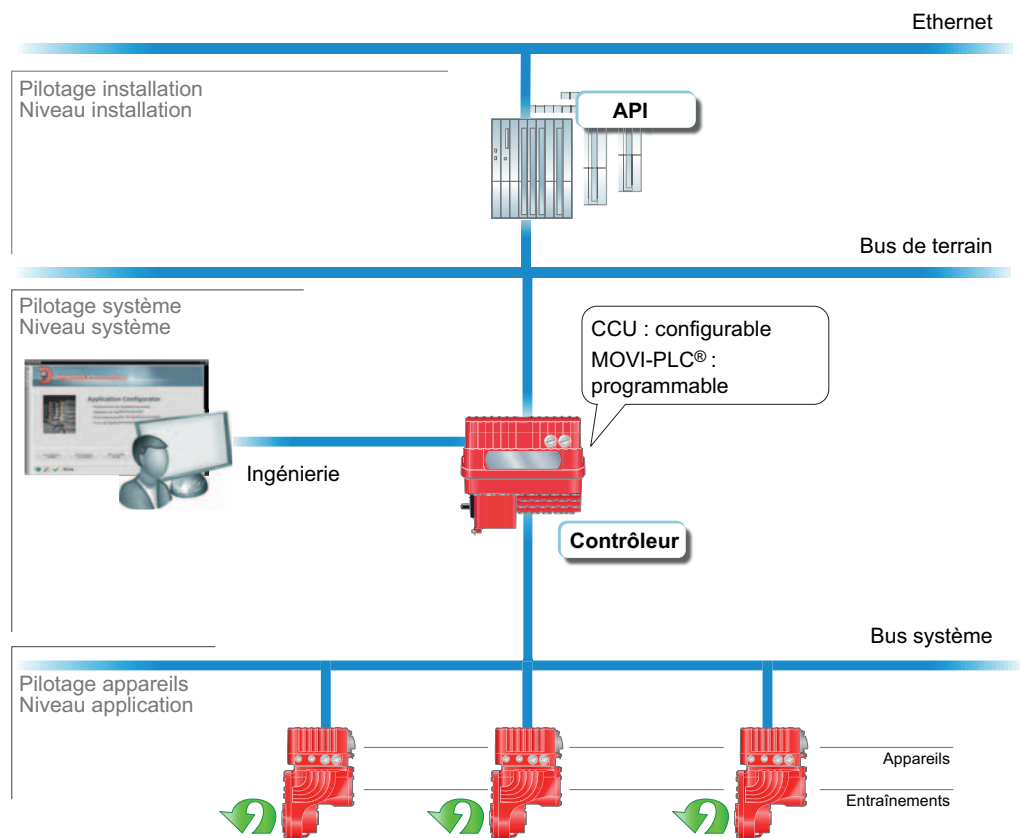 Ethernet
Pilotage installation
Niveau installation
API
Bus de terrain
Pilotage système
Niveau système
CCU : configurable
MOVI-PLC® :
programmable
Application Configurator
Ingénierie
Contrôleur
Bus système
Pilotage appareils
Niveau application
Appareils
Entraînements